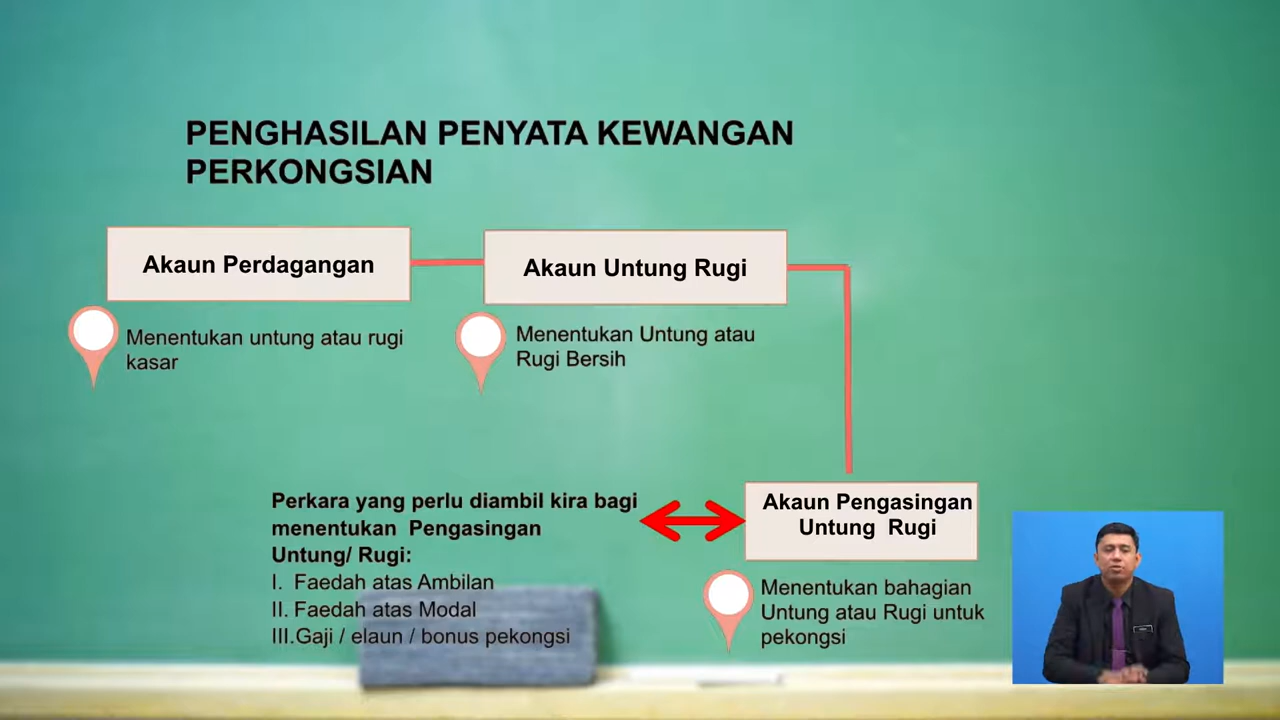 PENGHASILAN PENYATA KEWANGAN
PERKONGSIAN
Akaun Perdagangan
Menentukan untung atau rugi
kasar
Akaun Untung Rugi
Menentukan Untung atau
Rugi Bersih
Akaun Pengasingan
Untung Rugi
Menentukan bahagian
Untung atau Rugi untuk
pekongsi
Perkara yang perlu diambil kira bagi
menentukan Pengasingan
Untung/ Rugi:
I. Faedah atas Ambilan
II. Faedah atas Modal
III.Gaji / elaun / bonus pekongsi